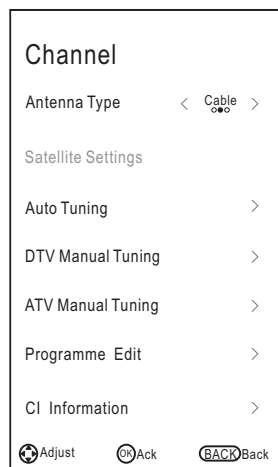 Channel
Antenna Type < Cable >
Satellite Settings
Auto Tuning >
DTV Manual Tuning >
ATV Manual Tuning >
Programme Edit >
CI Information >
Adjust OK Ack BACK Back